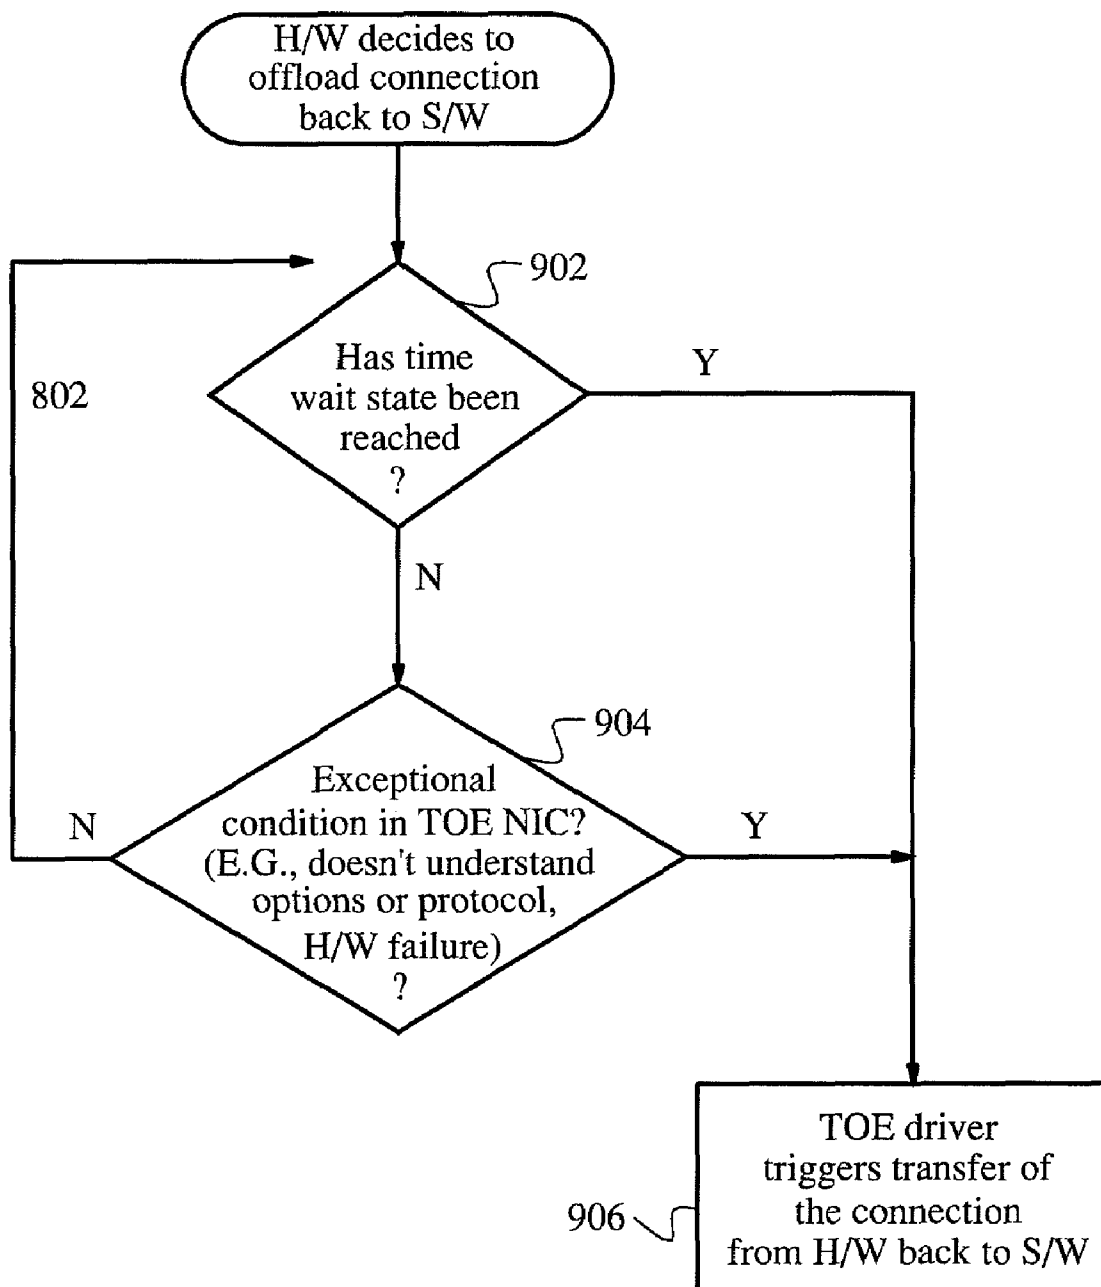 H/W decides to
offload connection
back to S/W
902
Has time
wait state been
reached
?
Y
802
N
904
Exceptional
condition in TOE NIC?
(E.G., doesn't understand
options or protocol,
H/W failure)
?
N
Y
TOE driver
triggers transfer of
the connection
from H/W back to S/W
906